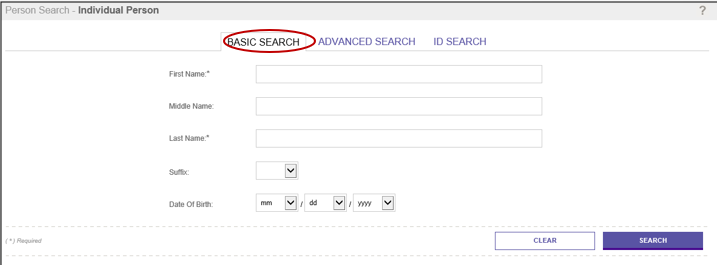 Person Search - Individual Person ?
BASIC SEARCH ADVANCED SEARCH ID SEARCH
First Name:*
Middle Name:
Last Name:*
Suffix:
Date Of Birth: mm / dd / yyyy
( * ) Required CLEAR SEARCH